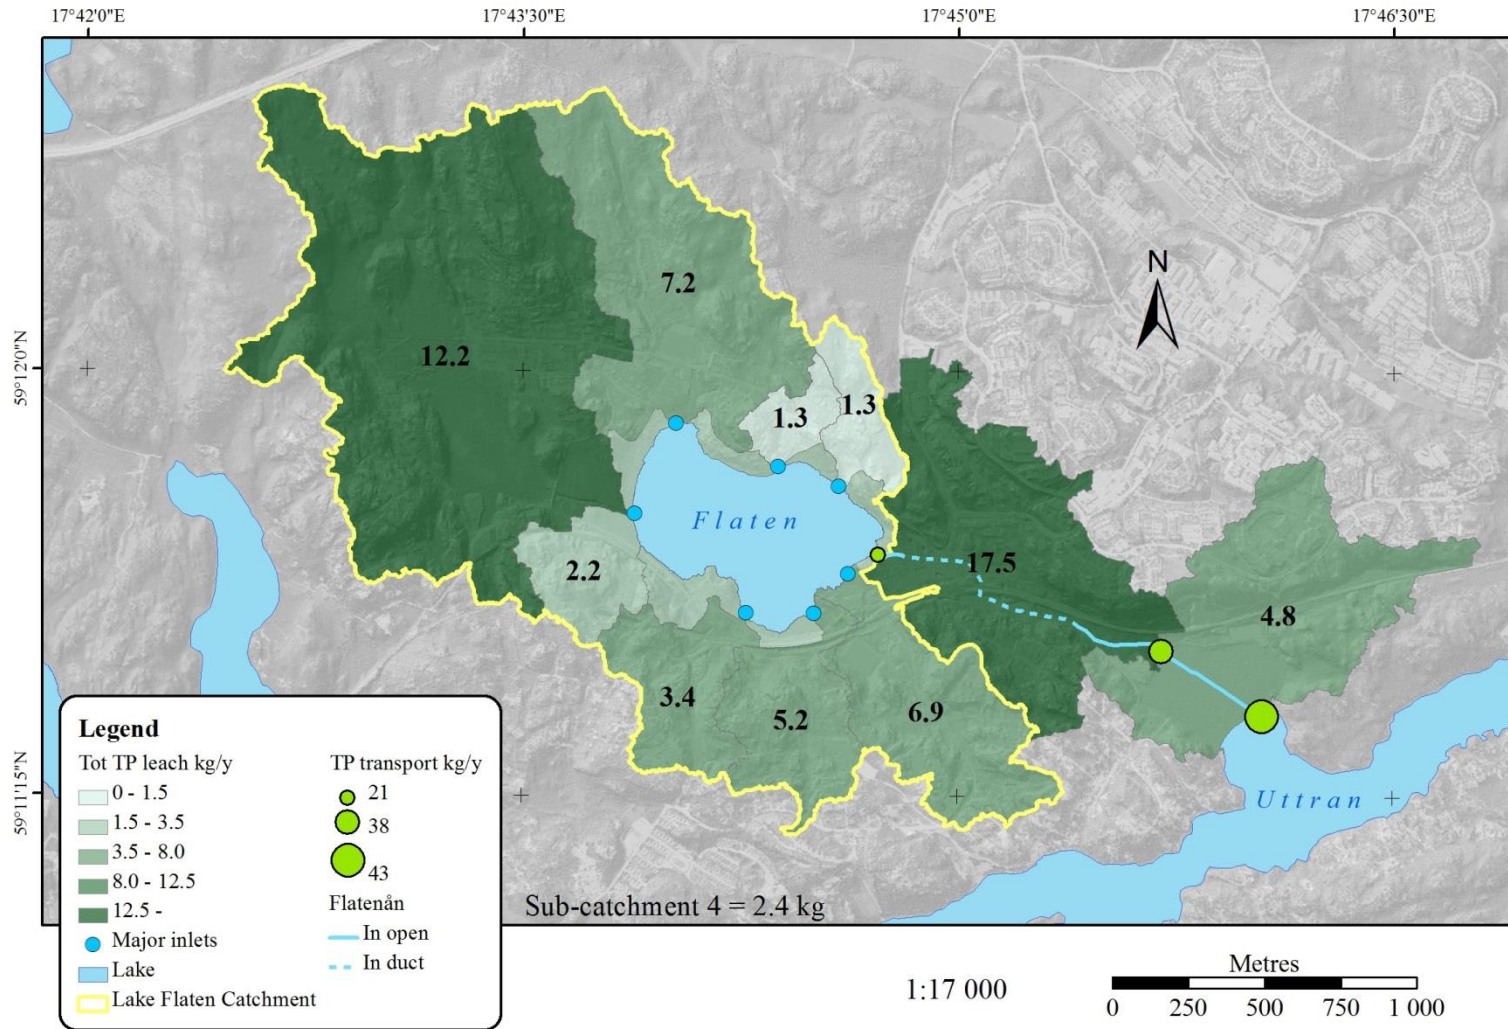 17°42'0"E
17°43'30"E
17°45'0"E
17°46'30"E
N
7.2
59°12'0"N
12.2
1.3
1.3
Flaten
17.5
2.2
4.8
3.4
6.9
5.2
59°11'15"N
Uttran
Legend
Tot TP leach kg/y
0 - 1.5
1.5 - 3.5
3.5 - 8.0
8.0 - 12.5
12.5 -
Major inlets
Lake
Lake Flaten Catchment
TP transport kg/y
21
38
43
Flatenån
In open
In duct
Sub-catchment 4 = 2.4 kg
1:17 000
Metres
0 250 500 750 1 000